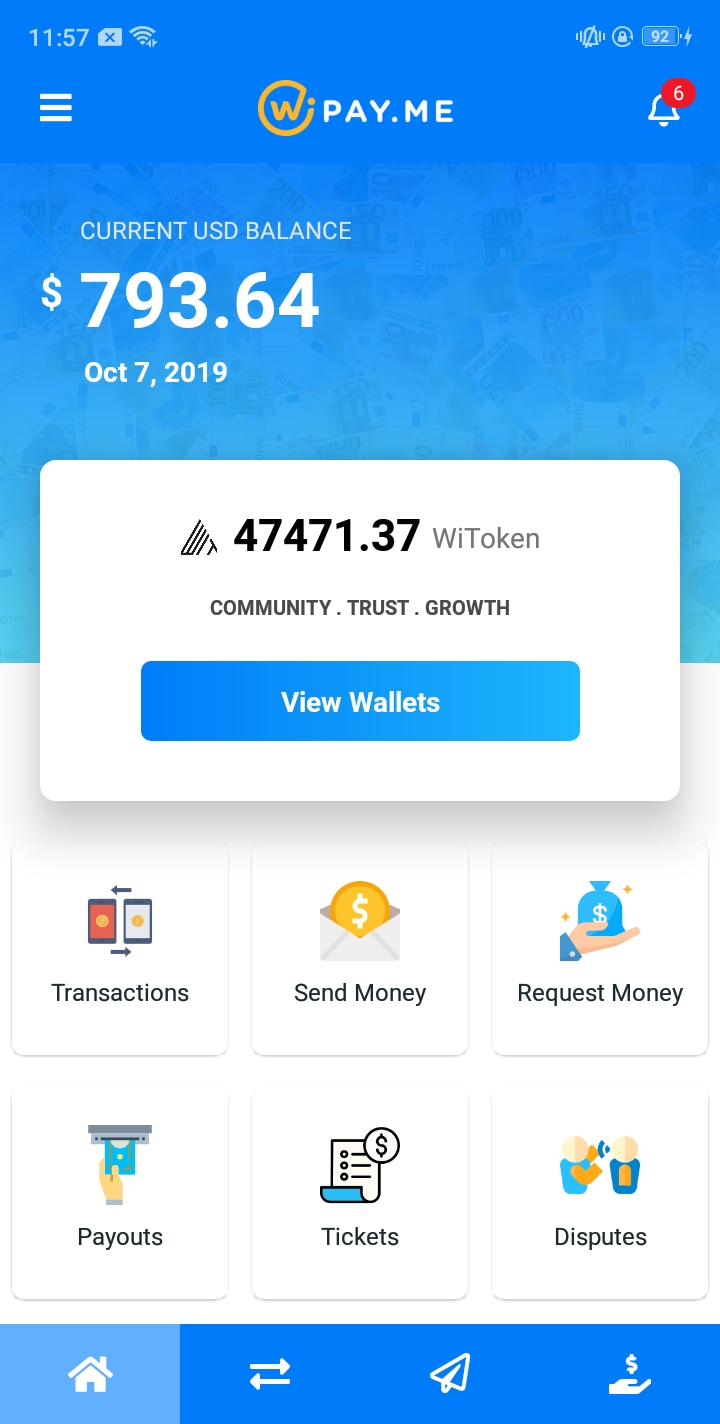 11:57
92
Wi PAY.ME
6
CURRENT USD BALANCE
$ 793.64
Oct 7, 2019
47471.37 WiToken
COMMUNITY . TRUST . GROWTH
View Wallets
Transactions
Send Money
Request Money
Payouts
Tickets
Disputes